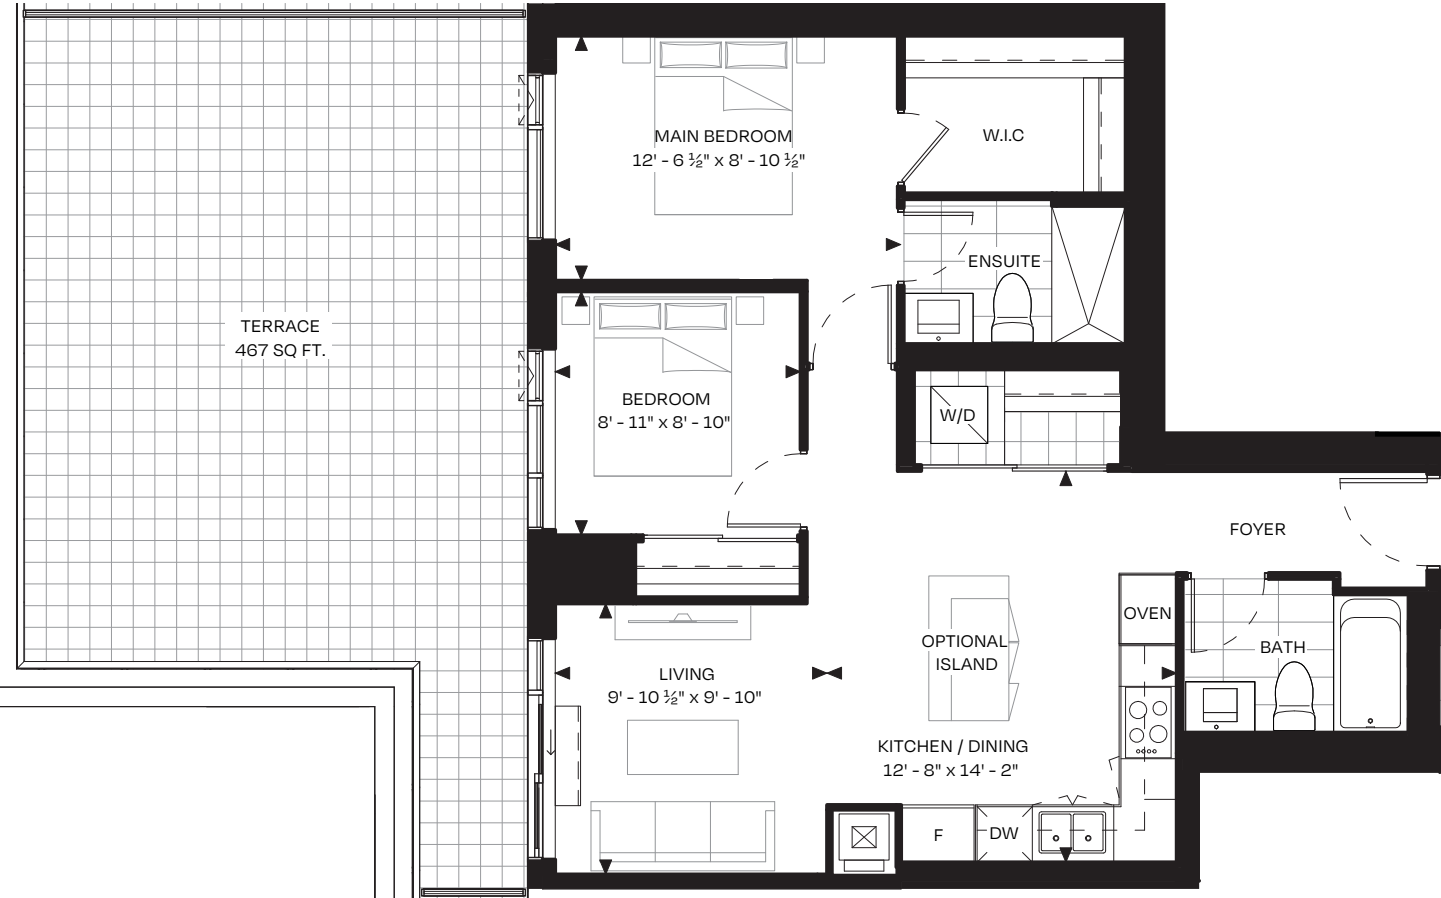 MAIN BEDROOM
12' - 6 ½" x 8' - 10 ½"
W.I.C
ENSUITE
TERRACE
467 SQ FT.
BEDROOM
8' - 11" x 8' - 10"
W/D
FOYER
OVEN
OPTIONAL
ISLAND
BATH
LIVING
9' - 10 ½" x 9' - 10"
KITCHEN / DINING
12' - 8" x 14' - 2"
F
DW